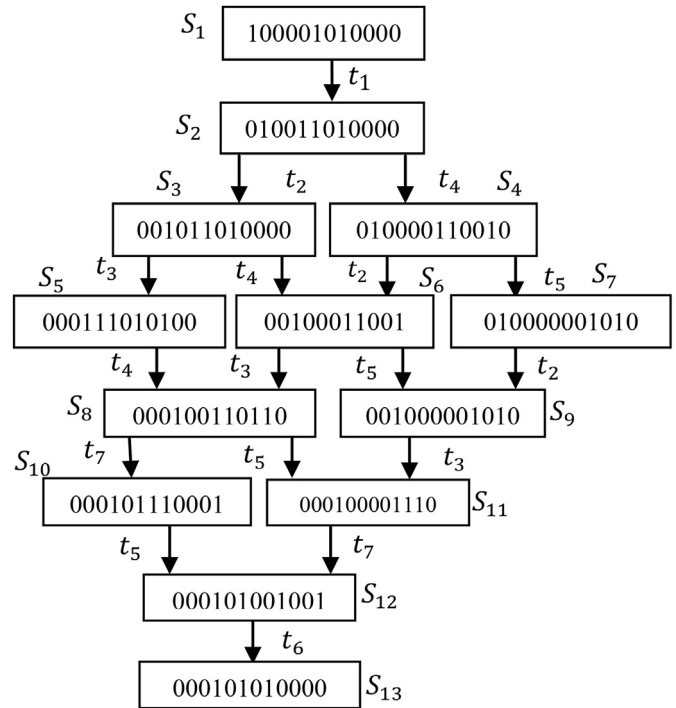 S₁ 100001010000
t₁
S₂ 010011010000
S₃ t₂ t₄ S₄
001011010000 010000110010
S₅ t₃ t₄ t₂ S₆ t₅ S₇
000111010100 00100011001 010000001010
t₄ t₃ t₅ t₂
S₈ 000100110110 001000001010 S₉
S₁₀ t₇ t₅ t₃
000101110001 000100001110 S₁₁
t₅ t₇
000101001001 S₁₂
t₆
000101010000 S₁₃